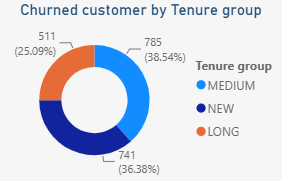 Churned customer by Tenure group
511
(25.09%)
785
(38.54%)
Tenure group
MEDIUM
NEW
LONG
741
(36.38%)